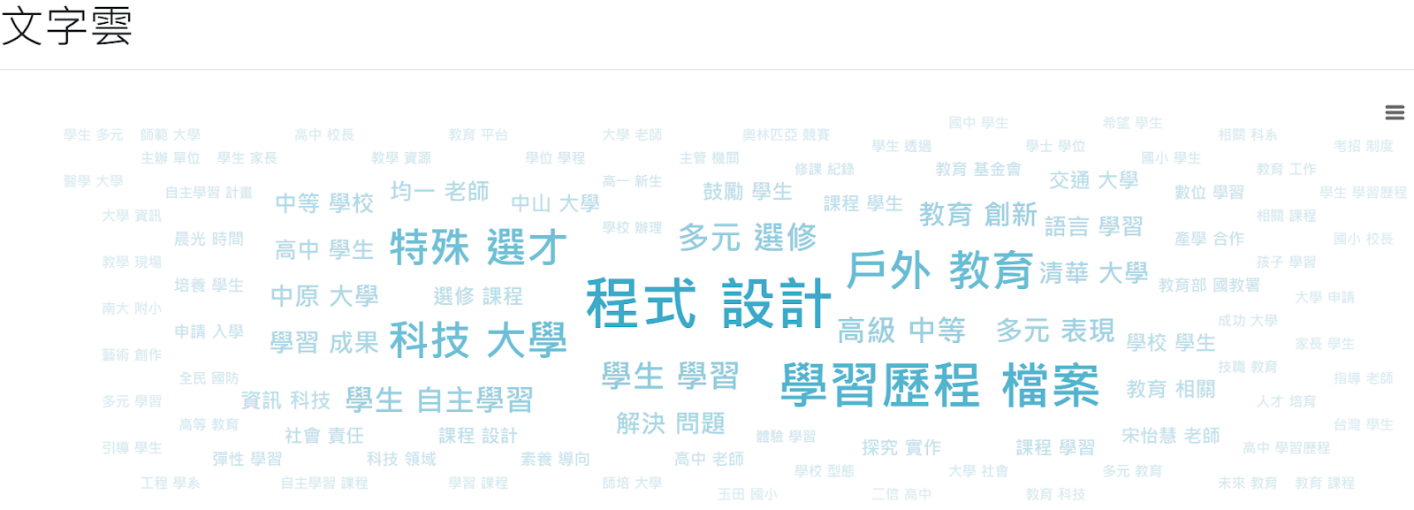 文字雲
國中 學生
希望 學生
學生 多元
師範 大學
高中 校長
教育 平台
大學 老師
奧林匹亞 競賽
相關 科系
學生 透過
學士 學位
考招 制度
主辦 單位
學生 家長
教學 資源
學位 學程
主管 機關
國小 學生
修課 紀錄
教育 基金會
教育 工作
醫學 大學
高一 新生
交通 大學
自主學習 計畫
均一 老師
鼓勵 學生
數位 學習
學生 學習歷程
中等 學校
中山 大學
課程 學生
大學 資訊
教育 創新
相關 課程
學校 辦理
語言 學習
晨光 時間
多元 選修
產學 合作
國小 校長
高中 學生
特殊 選才
教學 現場
戶外 教育
清華 大學
孩子 學習
培養 學生
教育部 國教署
中原 大學
選修 課程
大學 申請
程式 設計
南大 附小
成功 大學
申請 入學
高級 中等
多元 表現
學習 成果
科技 大學
學校 學生
家長 學生
藝術 創作
技職 教育
全民 國防
學生 學習
學習歷程 檔案
指導 老師
教育 相關
多元 學習
資訊 科技
學生 自主學習
人才 培育
高等 教育
解決 問題
台灣 學生
社會 責任
課程 設計
體驗 學習
宋怡慧 老師
引導 學生
探究 實作
課程 學習
高中 學習歷程
彈性 學習
科技 領域
素養 導向
高中 老師
學校 型態
大學 社會
多元 教育
工程 學系
自主學習 課程
學習 課程
師培 大學
未來 教育
教育 課程
玉田 國小
二信 高中
教育 科技